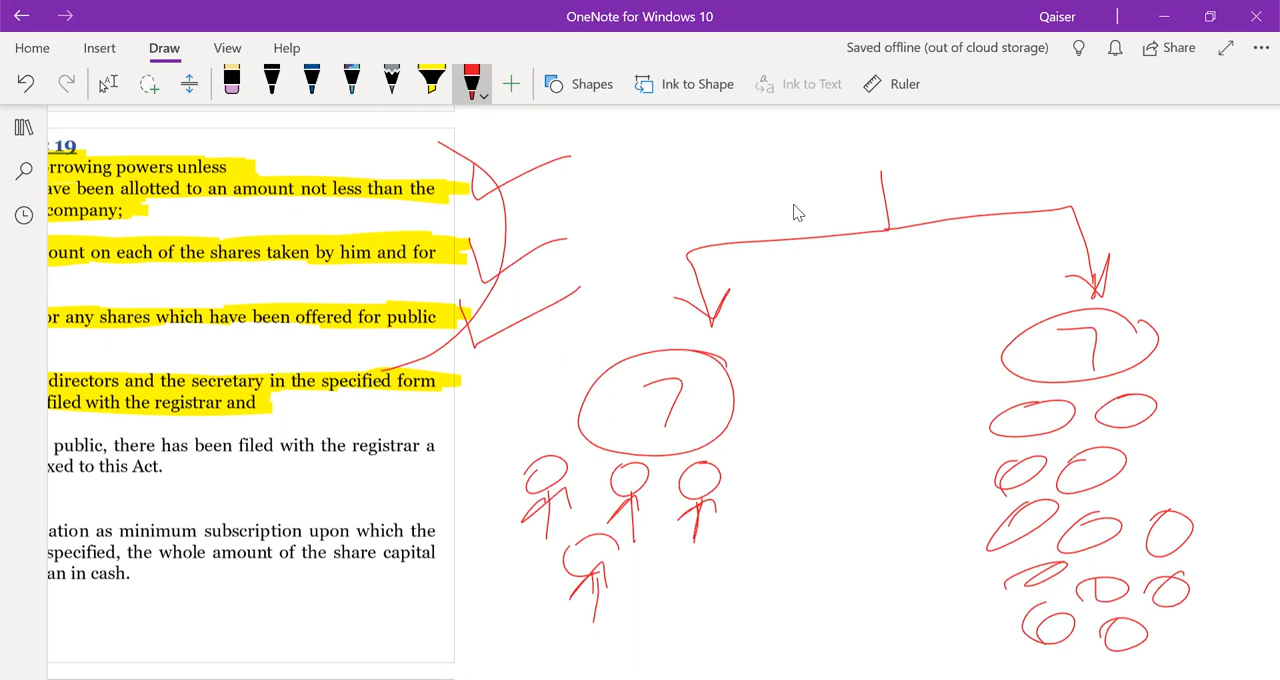 OneNote for Windows 10
Qaiser
Home Insert Draw View Help
Saved offline (out of cloud storage)
Share
Shapes
Ink to Shape
Ink to Text
Ruler
19
rrowing powers unless
ave been allotted to an amount not less than the
company;
ount on each of the shares taken by him and for
or any shares which have been offered for public
directors and the secretary in the specified form
filed with the registrar and
public, there has been filed with the registrar a
xed to this Act.
ation as minimum subscription upon which the
specified, the whole amount of the share capital
an in cash.
7
7